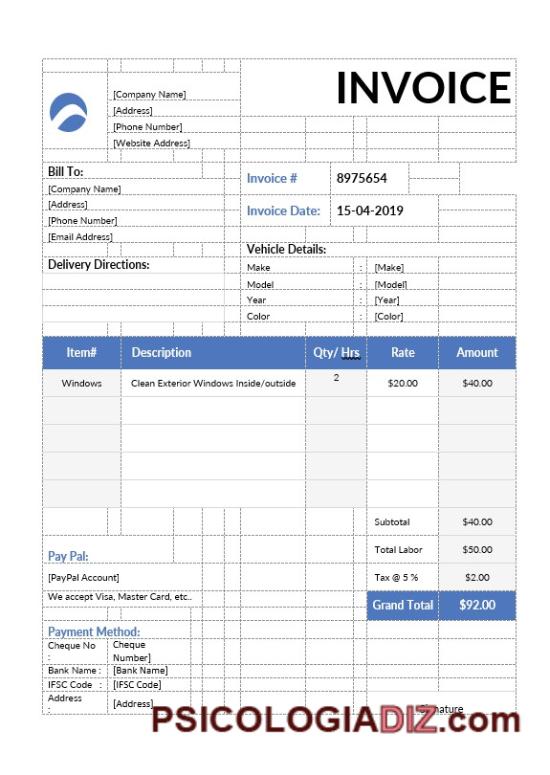 INVOICE
[Company Name]
[Address]
[Phone Number]
[Website Address]
Bill To:
[Company Name]
[Address]
[Phone Number]
[Email Address]
Invoice # 8975654
Invoice Date: 15-04-2019
Delivery Directions:
Vehicle Details:
Make : [Make]
Model : [Model]
Year : [Year]
Color : [Color]
Item# Description Qty/ Hrs Rate Amount
Windows Clean Exterior Windows Inside/outside 2 $20.00 $40.00
Subtotal $40.00
Total Labor $50.00
Tax @ 5 % $2.00
Grand Total $92.00
Pay Pal:
[PayPal Account]
We accept Visa, Master Card, etc..
Payment Method:
Cheque No : Cheque Number]
Bank Name : [Bank Name]
IFSC Code : [IFSC Code]
Address : [Address]
Signature
PSICOLOGIADIZ.com